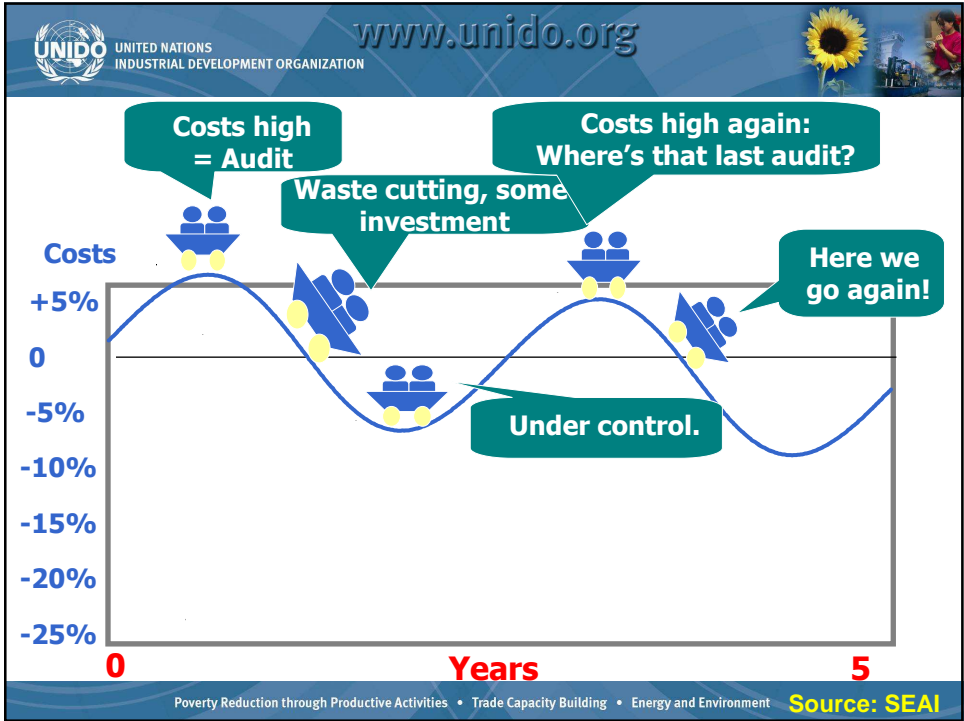 www.unido.org
UNIDO
UNITED NATIONS
INDUSTRIAL DEVELOPMENT ORGANIZATION
Costs high
= Audit
Costs high again:
Where's that last audit?
Waste cutting, some
investment
Here we
go again!
Under control.
Costs
+5%
0
-5%
-10%
-15%
-20%
-25%
0
Years
5
Poverty Reduction through Productive Activities • Trade Capacity Building • Energy and Environment
Source: SEAI